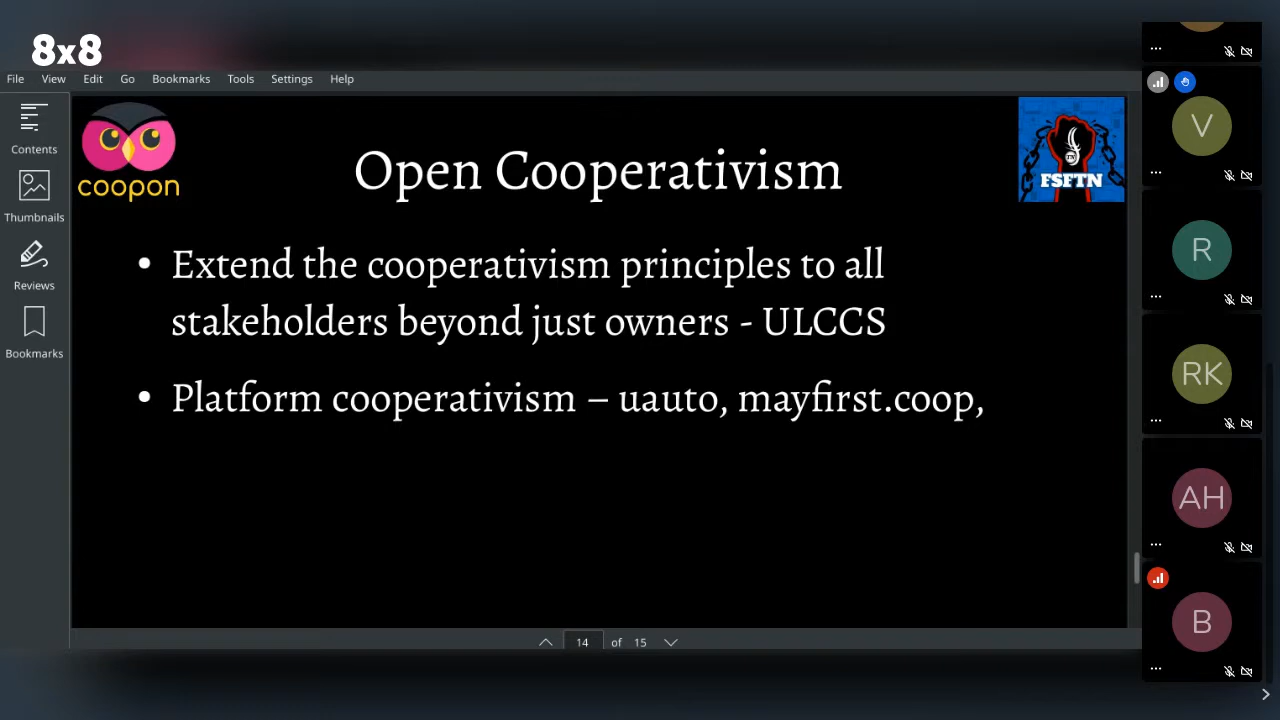 8x8
File View Edit Go Bookmarks Tools Settings Help
Contents
Thumbnails
Reviews
Bookmarks
coopon
FSFTN
Open Cooperativism
• Extend the cooperativism principles to all
stakeholders beyond just owners - ULCCS
• Platform cooperativism – uauto, mayfirst.coop,
14 of 15
V
R
RK
AH
B